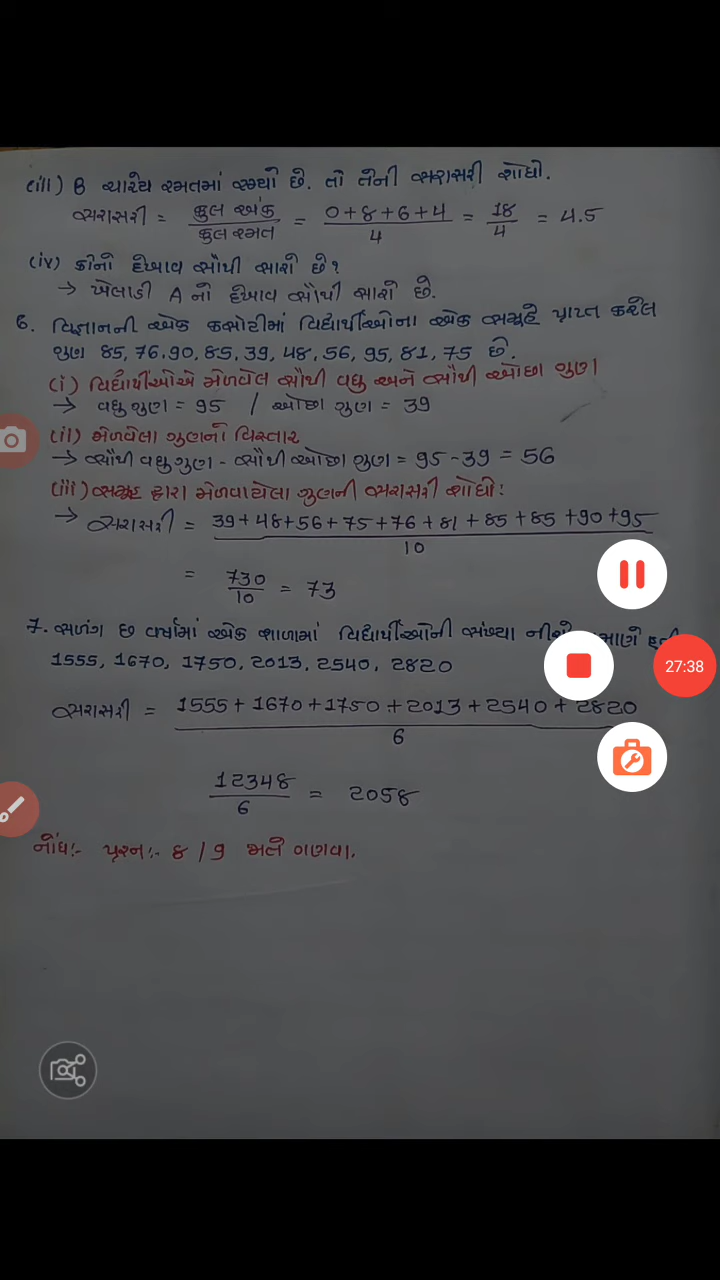 (iii) B ચારેય રમતમાં રમ્યો છે. તો તેની સરાસરી શોધો.
સરાસરી = કુલ અંક / કુલ રમત = 0+8+6+4 / 4 = 18 / 4 = 4.5
(iv) કોનો દેખાવ સૌથી સારો છે?
→ ખેલાડી A નો દેખાવ સૌથી સારો છે.
6. વિજ્ઞાનની એક કસોટીમાં વિદ્યાર્થીઓના એક સમૂહે પ્રાપ્ત કરેલ
ગુણ 85, 76, 90, 85, 39, 48, 56, 95, 81, 75 છે.
(i) વિદ્યાર્થીઓએ મેળવેલ સૌથી વધુ અને સૌથી ઓછા ગુણ।
→ વધુ ગુણ = 95 / ઓછા ગુણ = 39
(ii) મેળવેલા ગુણનો વિસ્તાર
→ સૌથી વધુ ગુણ - સૌથી ઓછા ગુણ = 95 - 39 = 56
(iii) સમૂહ દ્વારા મેળવાયેલા ગુણની સરાસરી શોધો:
→ સરાસરી = 39+48+56+75+76+81+85+85+90+95 / 10
= 730 / 10 = 73
7. સળંગ છ વર્ષમાં એક શાળામાં વિદ્યાર્થીઓની સંખ્યા
1555, 1670, 1750, 2013, 2540, 2820
27:38
સરાસરી = 1555+1670+1750+2013+2540+2820 / 6
12348 / 6 = 2058
નોંધ:- પ્રશ્ન:- 8 / 9 જાતે ગણવા.